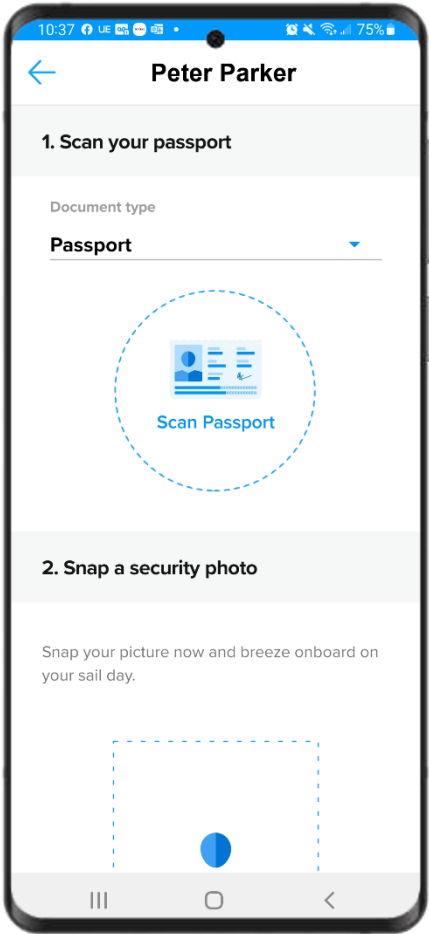 10:37 UE 75%
Peter Parker
1. Scan your passport
Document type
Passport
Scan Passport
2. Snap a security photo
Snap your picture now and breeze onboard on
your sail day.